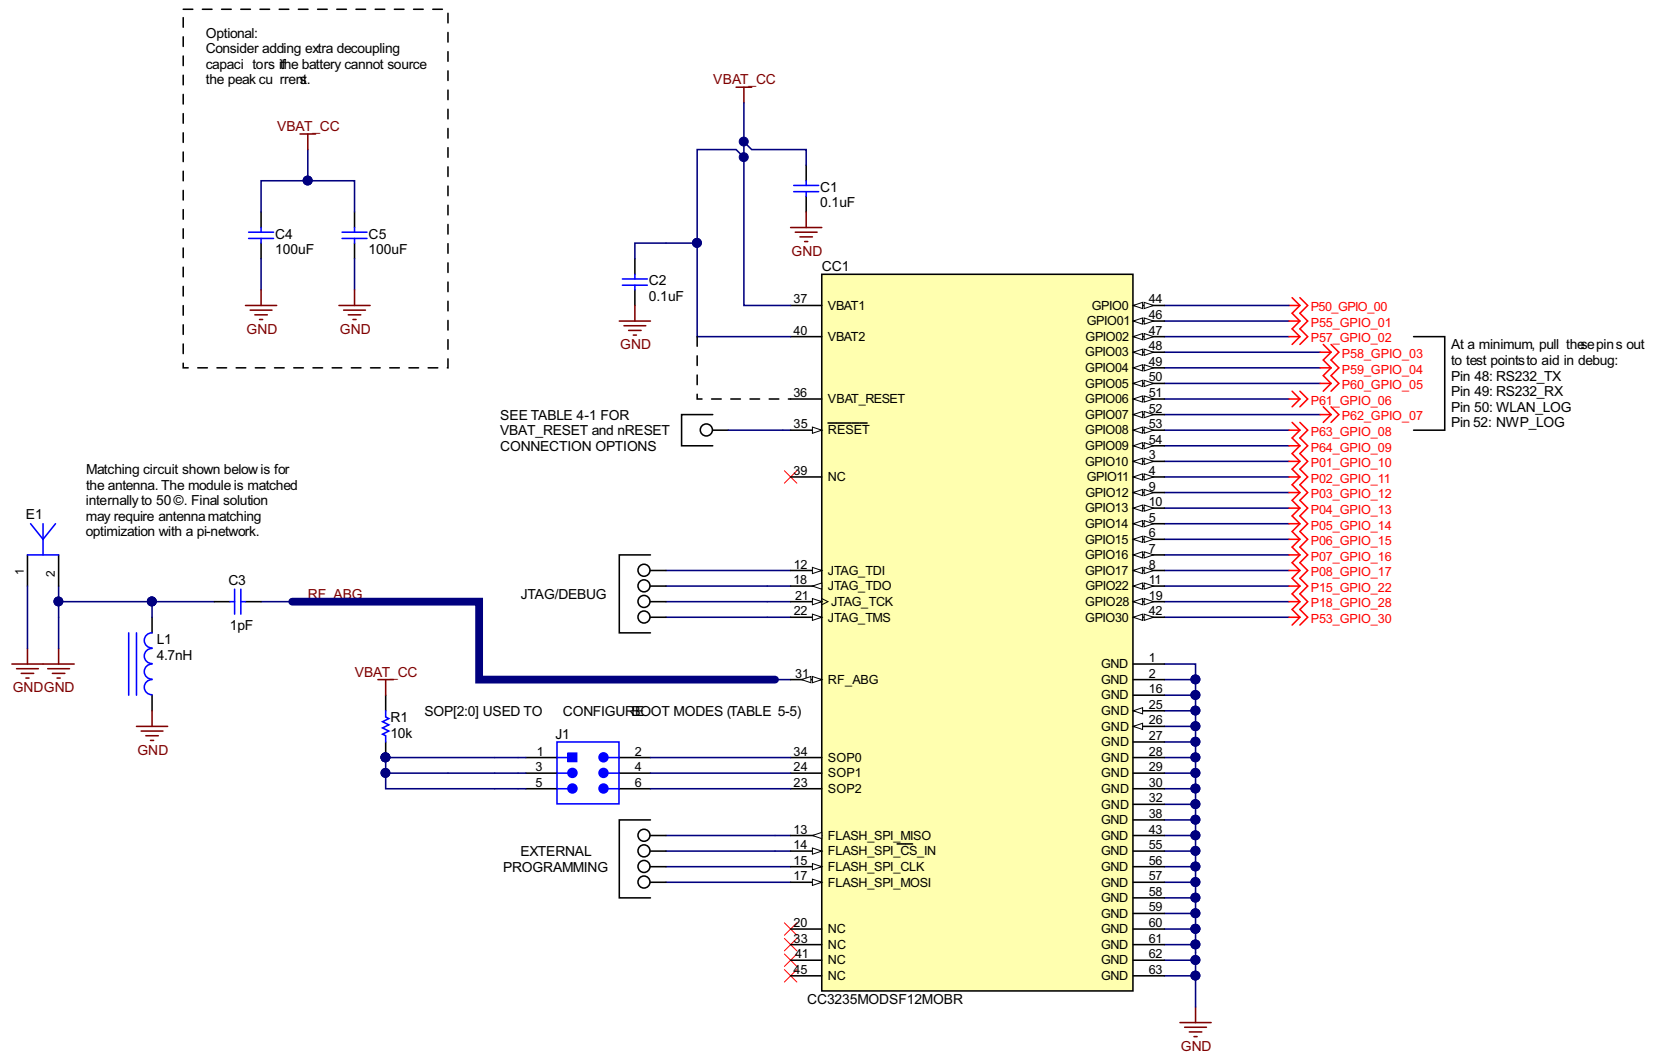 Optional:
Consider adding extra decoupling
capaci tors if the battery cannot source
the peak cu rrent.
VBAT_CC
C4
100uF
C5
100uF
GND
GND
VBAT_CC
C1
0.1uF
GND
C2
0.1uF
GND
CC1
37 VBAT1
40 VBAT2
36 VBAT_RESET
35 RESET
39 NC
SEE TABLE 4-1 FOR
VBAT_RESET and nRESET
CONNECTION OPTIONS
Matching circuit shown below is for
the antenna. The module is matched
internally to 50 ©. Final solution
may require antenna matching
optimization with a pi-network.
E1
1
2
GND
GND
L1
4.7nH
GND
C3
1pF
RF_ABG
JTAG/DEBUG
12 JTAG_TDI
18 JTAG_TDO
21 JTAG_TCK
22 JTAG_TMS
31 RF_ABG
VBAT_CC
R1
10k
SOP[2:0] USED TO CONFIGURE BOOT MODES (TABLE 5-5)
J1
1 2
3 4
5 6
34 SOP0
24 SOP1
23 SOP2
EXTERNAL
PROGRAMMING
13 FLASH_SPI_MISO
14 FLASH_SPI_CS_IN
15 FLASH_SPI_CLK
17 FLASH_SPI_MOSI
20 NC
33 NC
41 NC
45 NC
CC3235MODSF12MOBR
GPIO0 44 P50_GPIO_00
GPIO01 46 P55_GPIO_01
GPIO02 47 P57_GPIO_02
GPIO03 48 P58_GPIO_03
GPIO04 49 P59_GPIO_04
GPIO05 50 P60_GPIO_05
GPIO06 51 P61_GPIO_06
GPIO07 52 P62_GPIO_07
GPIO08 53 P63_GPIO_08
GPIO09 54 P64_GPIO_09
GPIO10 3 P01_GPIO_10
GPIO11 4 P02_GPIO_11
GPIO12 9 P03_GPIO_12
GPIO13 10 P04_GPIO_13
GPIO14 5 P05_GPIO_14
GPIO15 6 P06_GPIO_15
GPIO16 7 P07_GPIO_16
GPIO17 8 P08_GPIO_17
GPIO22 11 P15_GPIO_22
GPIO28 19 P18_GPIO_28
GPIO30 42 P53_GPIO_30
At a minimum, pull these pins out
to test points to aid in debug:
Pin 48: RS232_TX
Pin 49: RS232_RX
Pin 50: WLAN_LOG
Pin 52: NWP_LOG
GND 1
GND 2
GND 16
GND 25
GND 26
GND 27
GND 28
GND 29
GND 30
GND 32
GND 38
GND 43
GND 55
GND 56
GND 57
GND 58
GND 59
GND 60
GND 61
GND 62
GND 63
GND